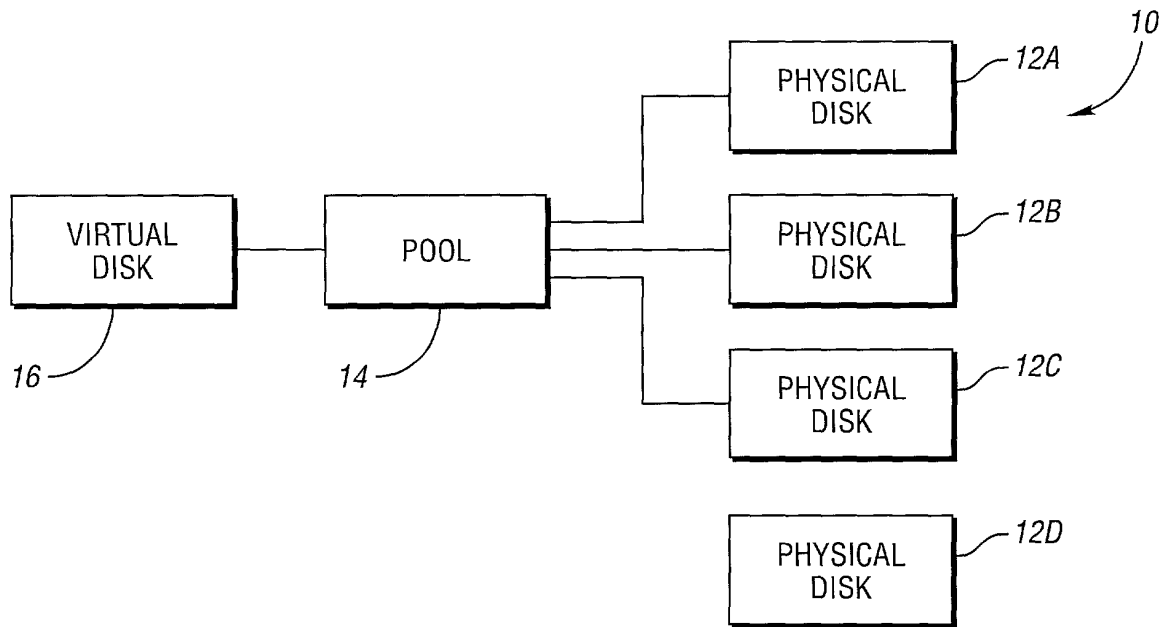 10
PHYSICAL
DISK
12A
VIRTUAL
DISK
16
POOL
14
PHYSICAL
DISK
12B
PHYSICAL
DISK
12C
PHYSICAL
DISK
12D